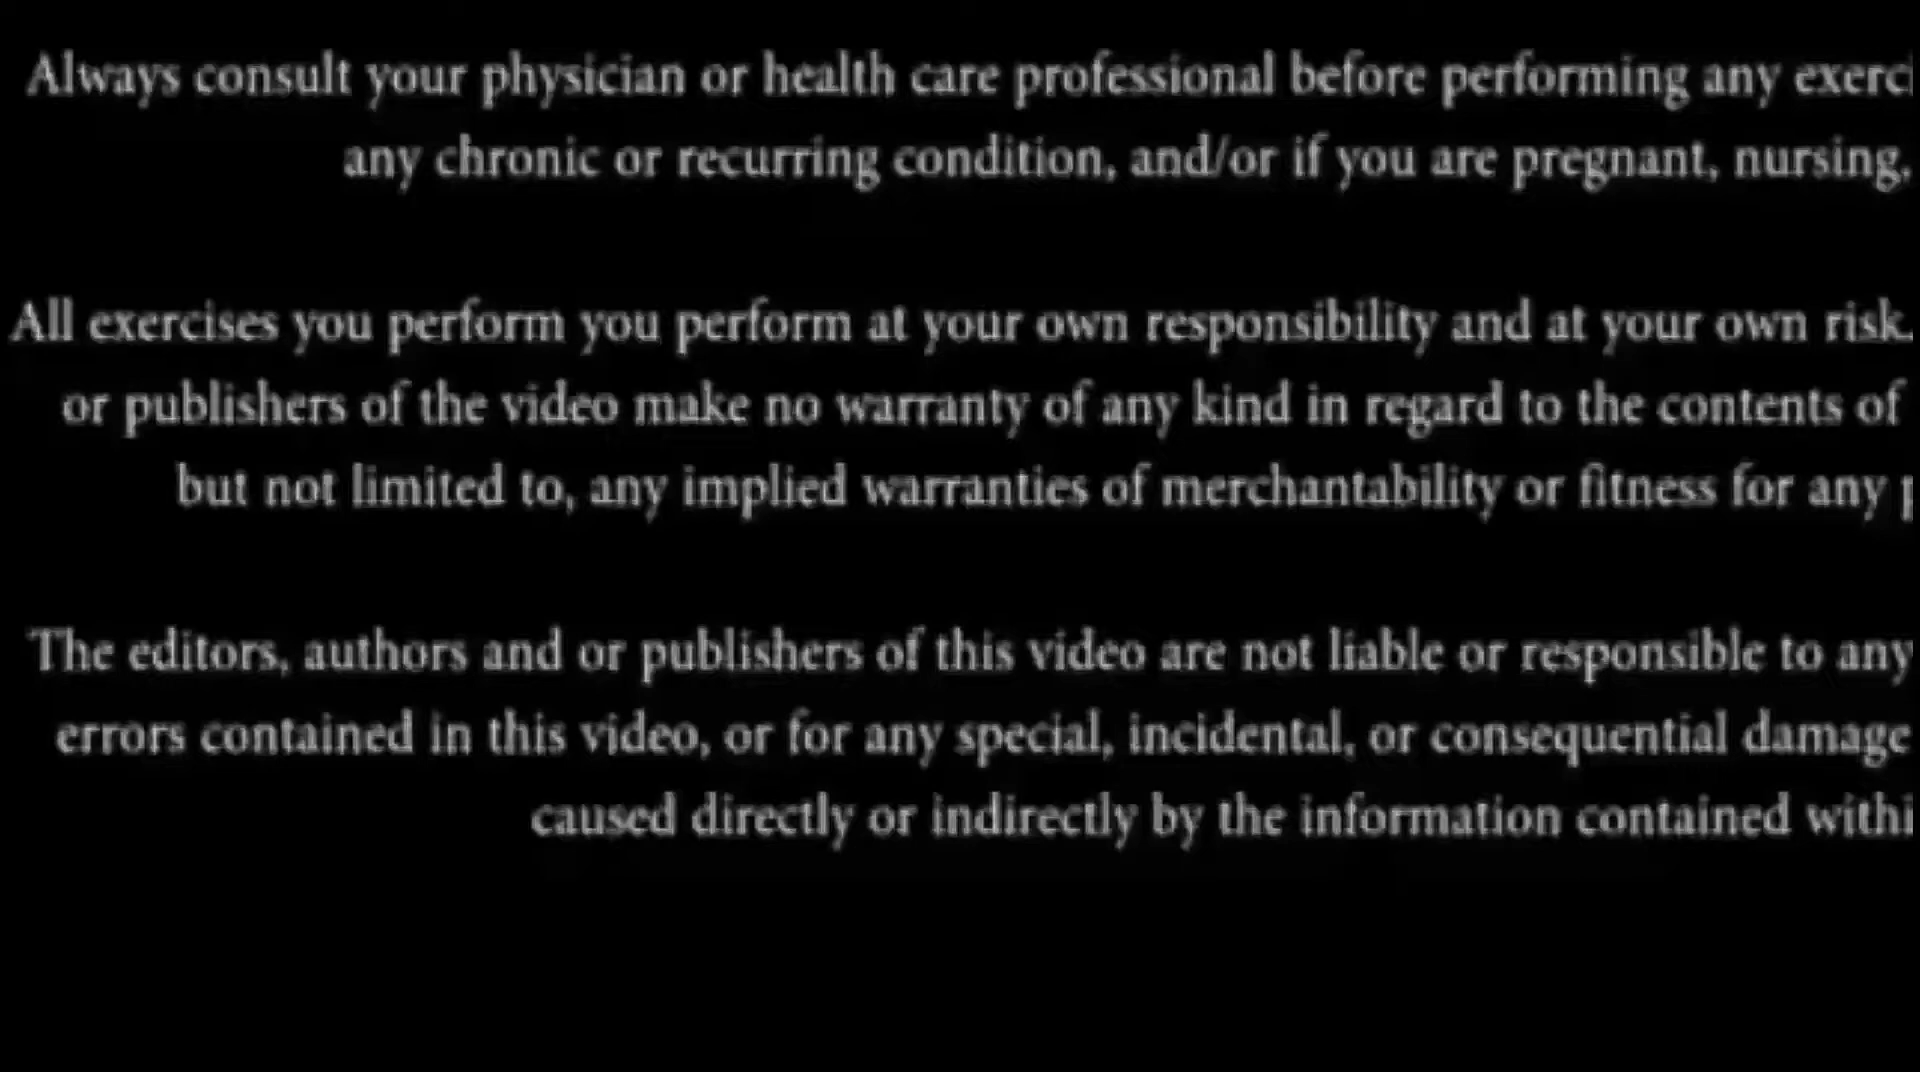 Always consult your physician or health care professional before performing any exerc
any chronic or recurring condition, and/or if you are pregnant, nursing,
All exercises you perform you perform at your own responsibility and at your own risk.
or publishers of the video make no warranty of any kind in regard to the contents of
but not limited to, any implied warranties of merchantability or fitness for any p
The editors, authors and or publishers of this video are not liable or responsible to any
errors contained in this video, or for any special, incidental, or consequential damage
caused directly or indirectly by the information contained withi